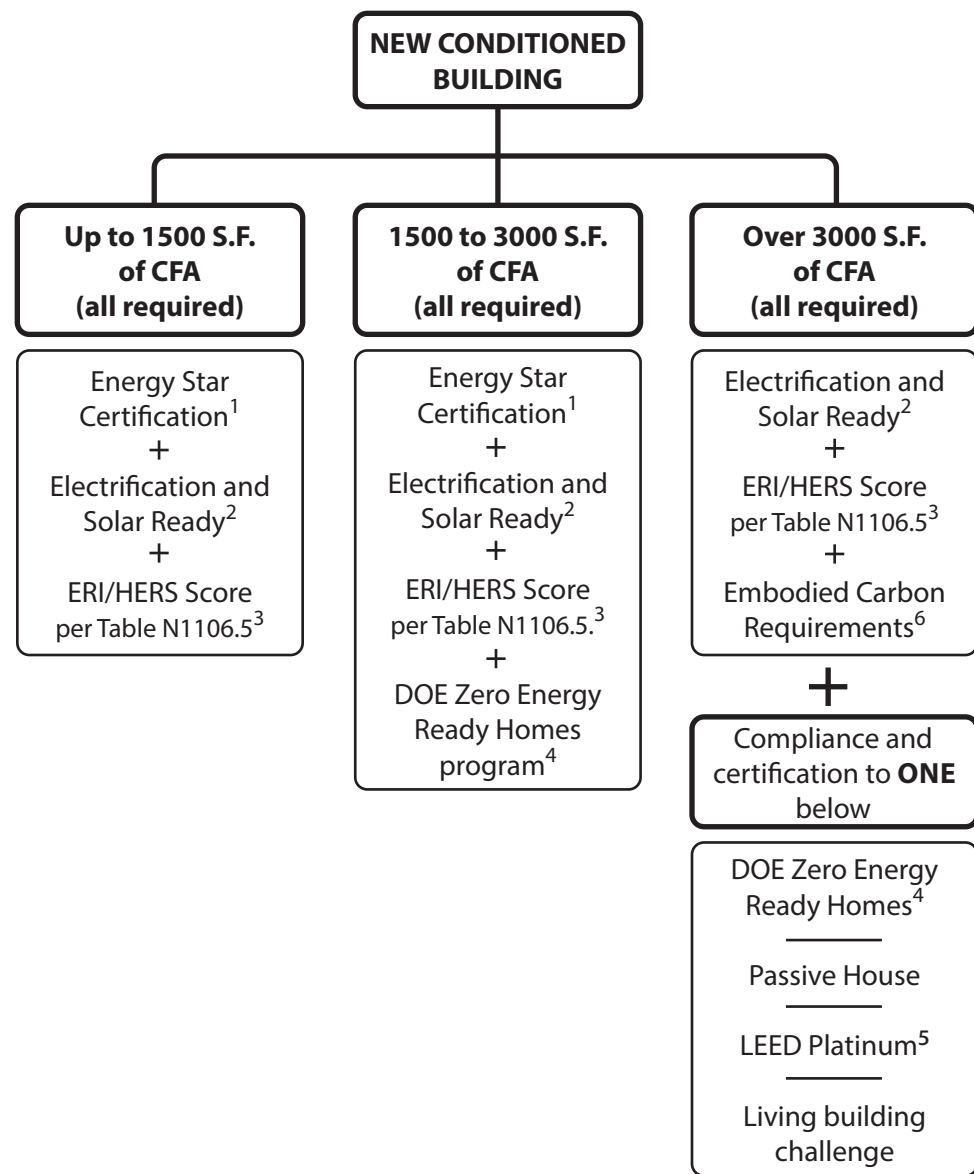 NEW CONDITIONED
BUILDING
Up to 1500 S.F.
of CFA
(all required)
Energy Star
Certification¹
+
Electrification and
Solar Ready²
+
ERI/HERS Score
per Table N1106.5³
1500 to 3000 S.F.
of CFA
(all required)
Energy Star
Certification¹
+
Electrification and
Solar Ready²
+
ERI/HERS Score
per Table N1106.5.³
+
DOE Zero Energy
Ready Homes
program⁴
Over 3000 S.F.
of CFA
(all required)
Electrification and
Solar Ready²
+
ERI/HERS Score
per Table N1106.5³
+
Embodied Carbon
Requirements⁶
+
Compliance and
certification to ONE
below
DOE Zero Energy
Ready Homes⁴
Passive House
LEED Platinum⁵
Living building
challenge